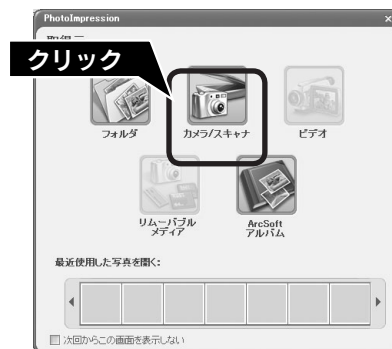 PhotoImpression
クリック
フォルダ
カメラ/スキャナ
ビデオ
リムーバブル
メディア
ArcSoft
アルバム
最近使用した写真を開く:
次回からこの画面を表示しない